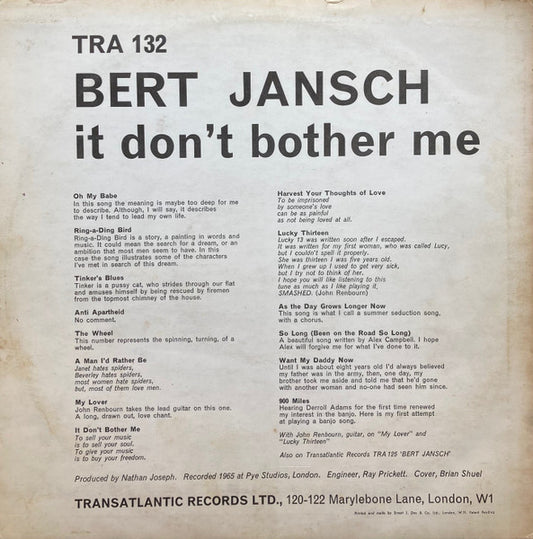 TRA 132
BERT JANSCH
it don't bother me
Oh My Babe
In this song the meaning is maybe too deep for me
to describe. Although, I will say, it describes
the way I tend to lead my own life.
Ring-a-Ding Bird
Ring-a-Ding Bird is a story, a painting in words and
music. It could mean the search for a dream, or an
ambition that most men seem to have. In this
case the song illustrates some of the characters
I've met in search of this dream.
Tinker's Blues
Tinker is a pussy cat, who strides through our flat
and amuses himself by being rescued by firemen
from the topmost chimney of the house.
Anti Apartheid
No comment.
The Wheel
This number represents the spinning, turning, of a
wheel.
A Man I'd Rather Be
Janet hates spiders,
Beverley hates spiders,
most women hate spiders,
but, most of them love men.
My Lover
John Renbourn takes the lead guitar on this one.
A long, drawn out, love chant.
It Don't Bother Me
To sell your music
is to sell your soul.
To give your music
is to buy your freedom.
Harvest Your Thoughts of Love
To be imprisoned
by someone's love
can be as painful
as not being loved at all.
Lucky Thirteen
Lucky 13 was written soon after I escaped.
It was written for my first woman, who was called Lucy,
but I couldn't spell it properly.
She was thirteen I was five years old.
When I grew up I used to get very sick,
but I try not to think of her.
I hope you will like listening to this
tune as much as I like playing it,
SMASHED. (John Renbourn)
As the Day Grows Longer Now
This song is what I call a summer seduction song,
with a chorus.
So Long (Been on the Road So Long)
A beautiful song written by Alex Campbell. I hope
Alex will forgive me for what I've done to it.
Want My Daddy Now
Until I was about eight years old I'd always believed
my father was in the army, then, one day, my
brother took me aside and told me that he'd gone
with another woman and no-one had seen him since.
900 Miles
Hearing Derroll Adams for the first time renewed
my interest in the banjo. Here is my first attempt
at playing a banjo song.
With John Renbourn, guitar, on "My Lover" and
"Lucky Thirteen"
Also on Transatlantic Records TRA 125 'BERT JANSCH'
Produced by Nathan Joseph. Recorded 1965 at Pye Studios, London. Engineer, Ray Prickett. Cover, Brian Shuel
TRANSATLANTIC RECORDS LTD., 120-122 Marylebone Lane, London, W1
Printed and made by Ernest J. Day & Co. Ltd., London, W.11. Patent Pending